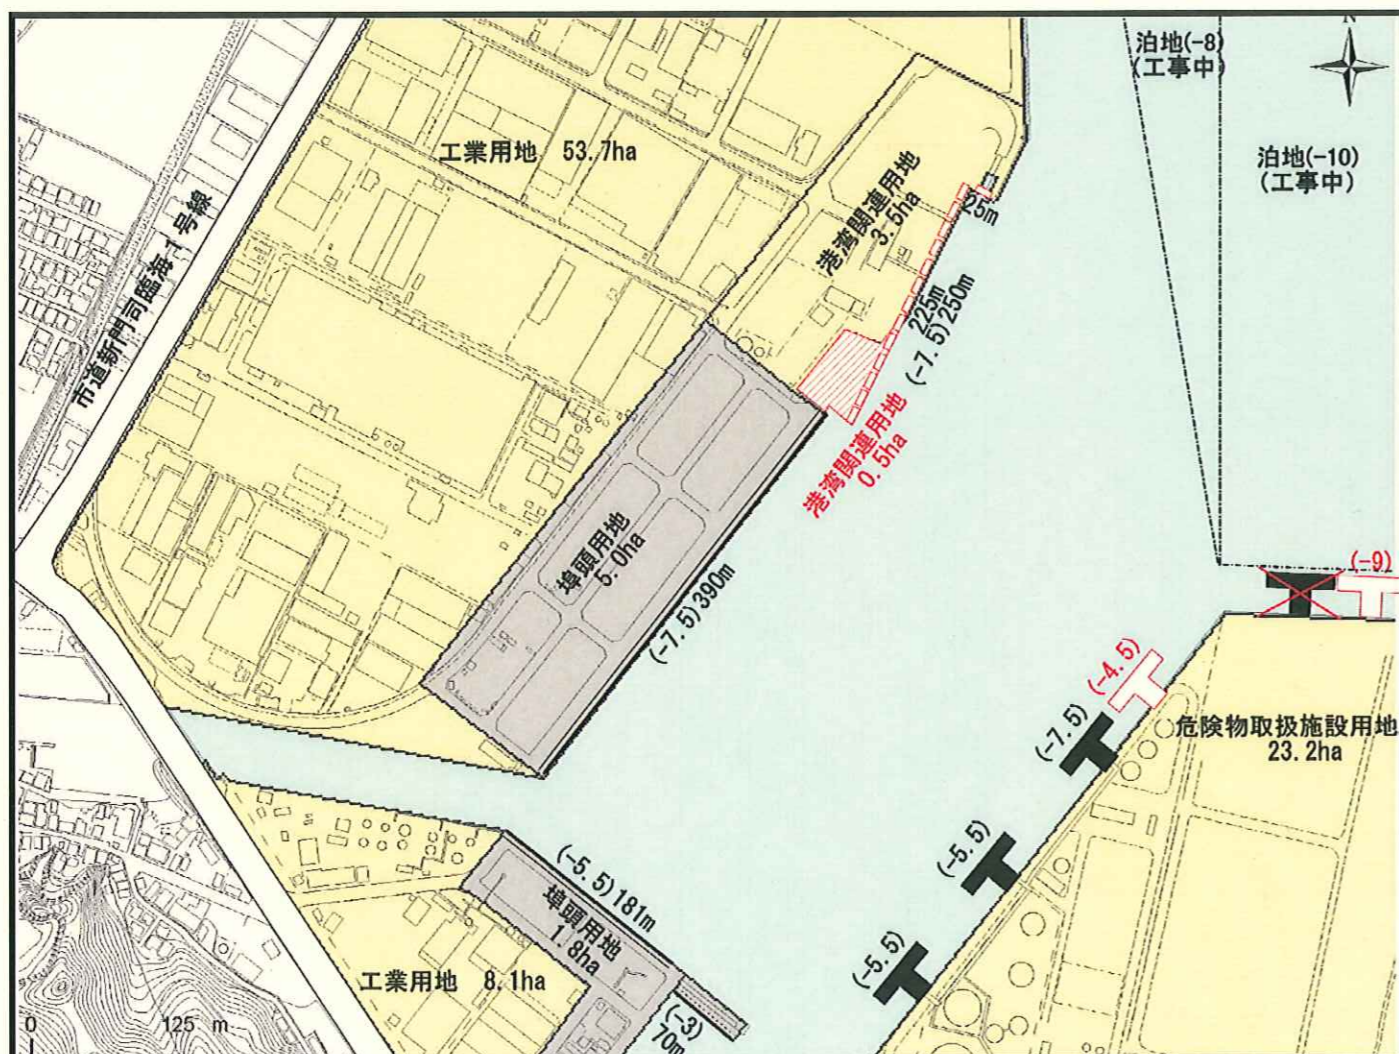 泊地(-8)
(工事中)
N
泊地(-10)
(工事中)
工業用地 53.7ha
港湾関連用地
3.5ha
25m
市道新門司臨海1号線
225m
(-7.5)250m
港湾関連用地
0.5ha
埠頭用地
5.0ha
(-7.5)390m
(-9)
(-4.5)
(-7.5)
危険物取扱施設用地
23.2ha
(-5.5)
(-5.5)181m
埠頭用地
1.8ha
(-5.5)
工業用地 8.1ha
(-3)
70m
0 125 m